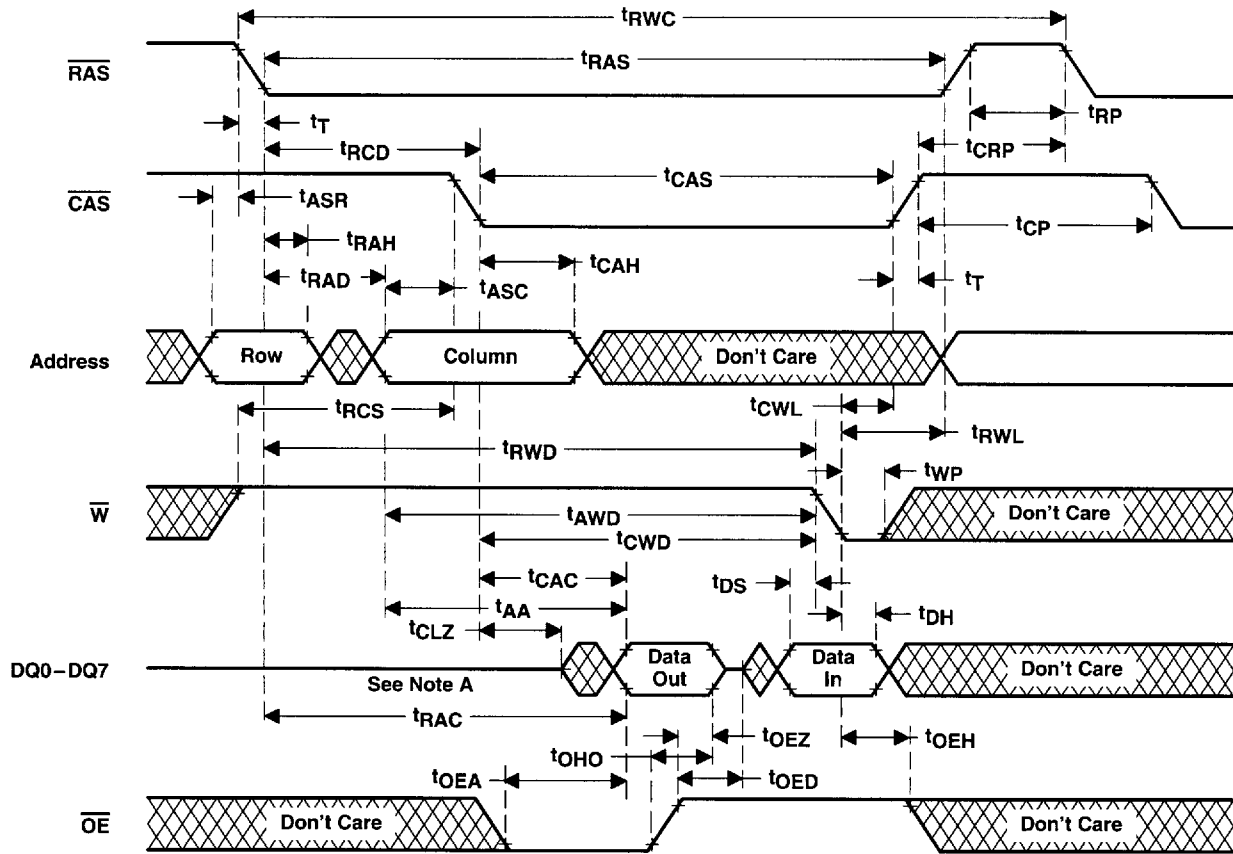 tRWC
RAS
tRAS
tT
tRP
tRCD
tCRP
CAS
tASR
tCAS
tRAH
tCP
tCAH
tRAD
tASC
tT
Address
Row
Column
Don't Care
tRCS
tCWL
tRWD
tRWL
tWP
W
tAWD
Don't Care
tCWD
tCAC
tDS
tAA
tDH
tCLZ
DQ0–DQ7
Data Out
Data In
Don't Care
See Note A
tRAC
tOEZ
tOEH
tOHO
tOEA
tOED
OE
Don't Care
Don't Care